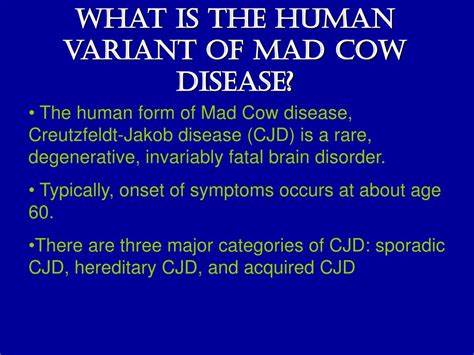 WHAT IS THE HUMAN
VARIANT OF MAD COW
DISEASE?
• The human form of Mad Cow disease,
Creutzfeldt-Jakob disease (CJD) is a rare,
degenerative, invariably fatal brain disorder.
• Typically, onset of symptoms occurs at about age
60.
•There are three major categories of CJD: sporadic
CJD, hereditary CJD, and acquired CJD